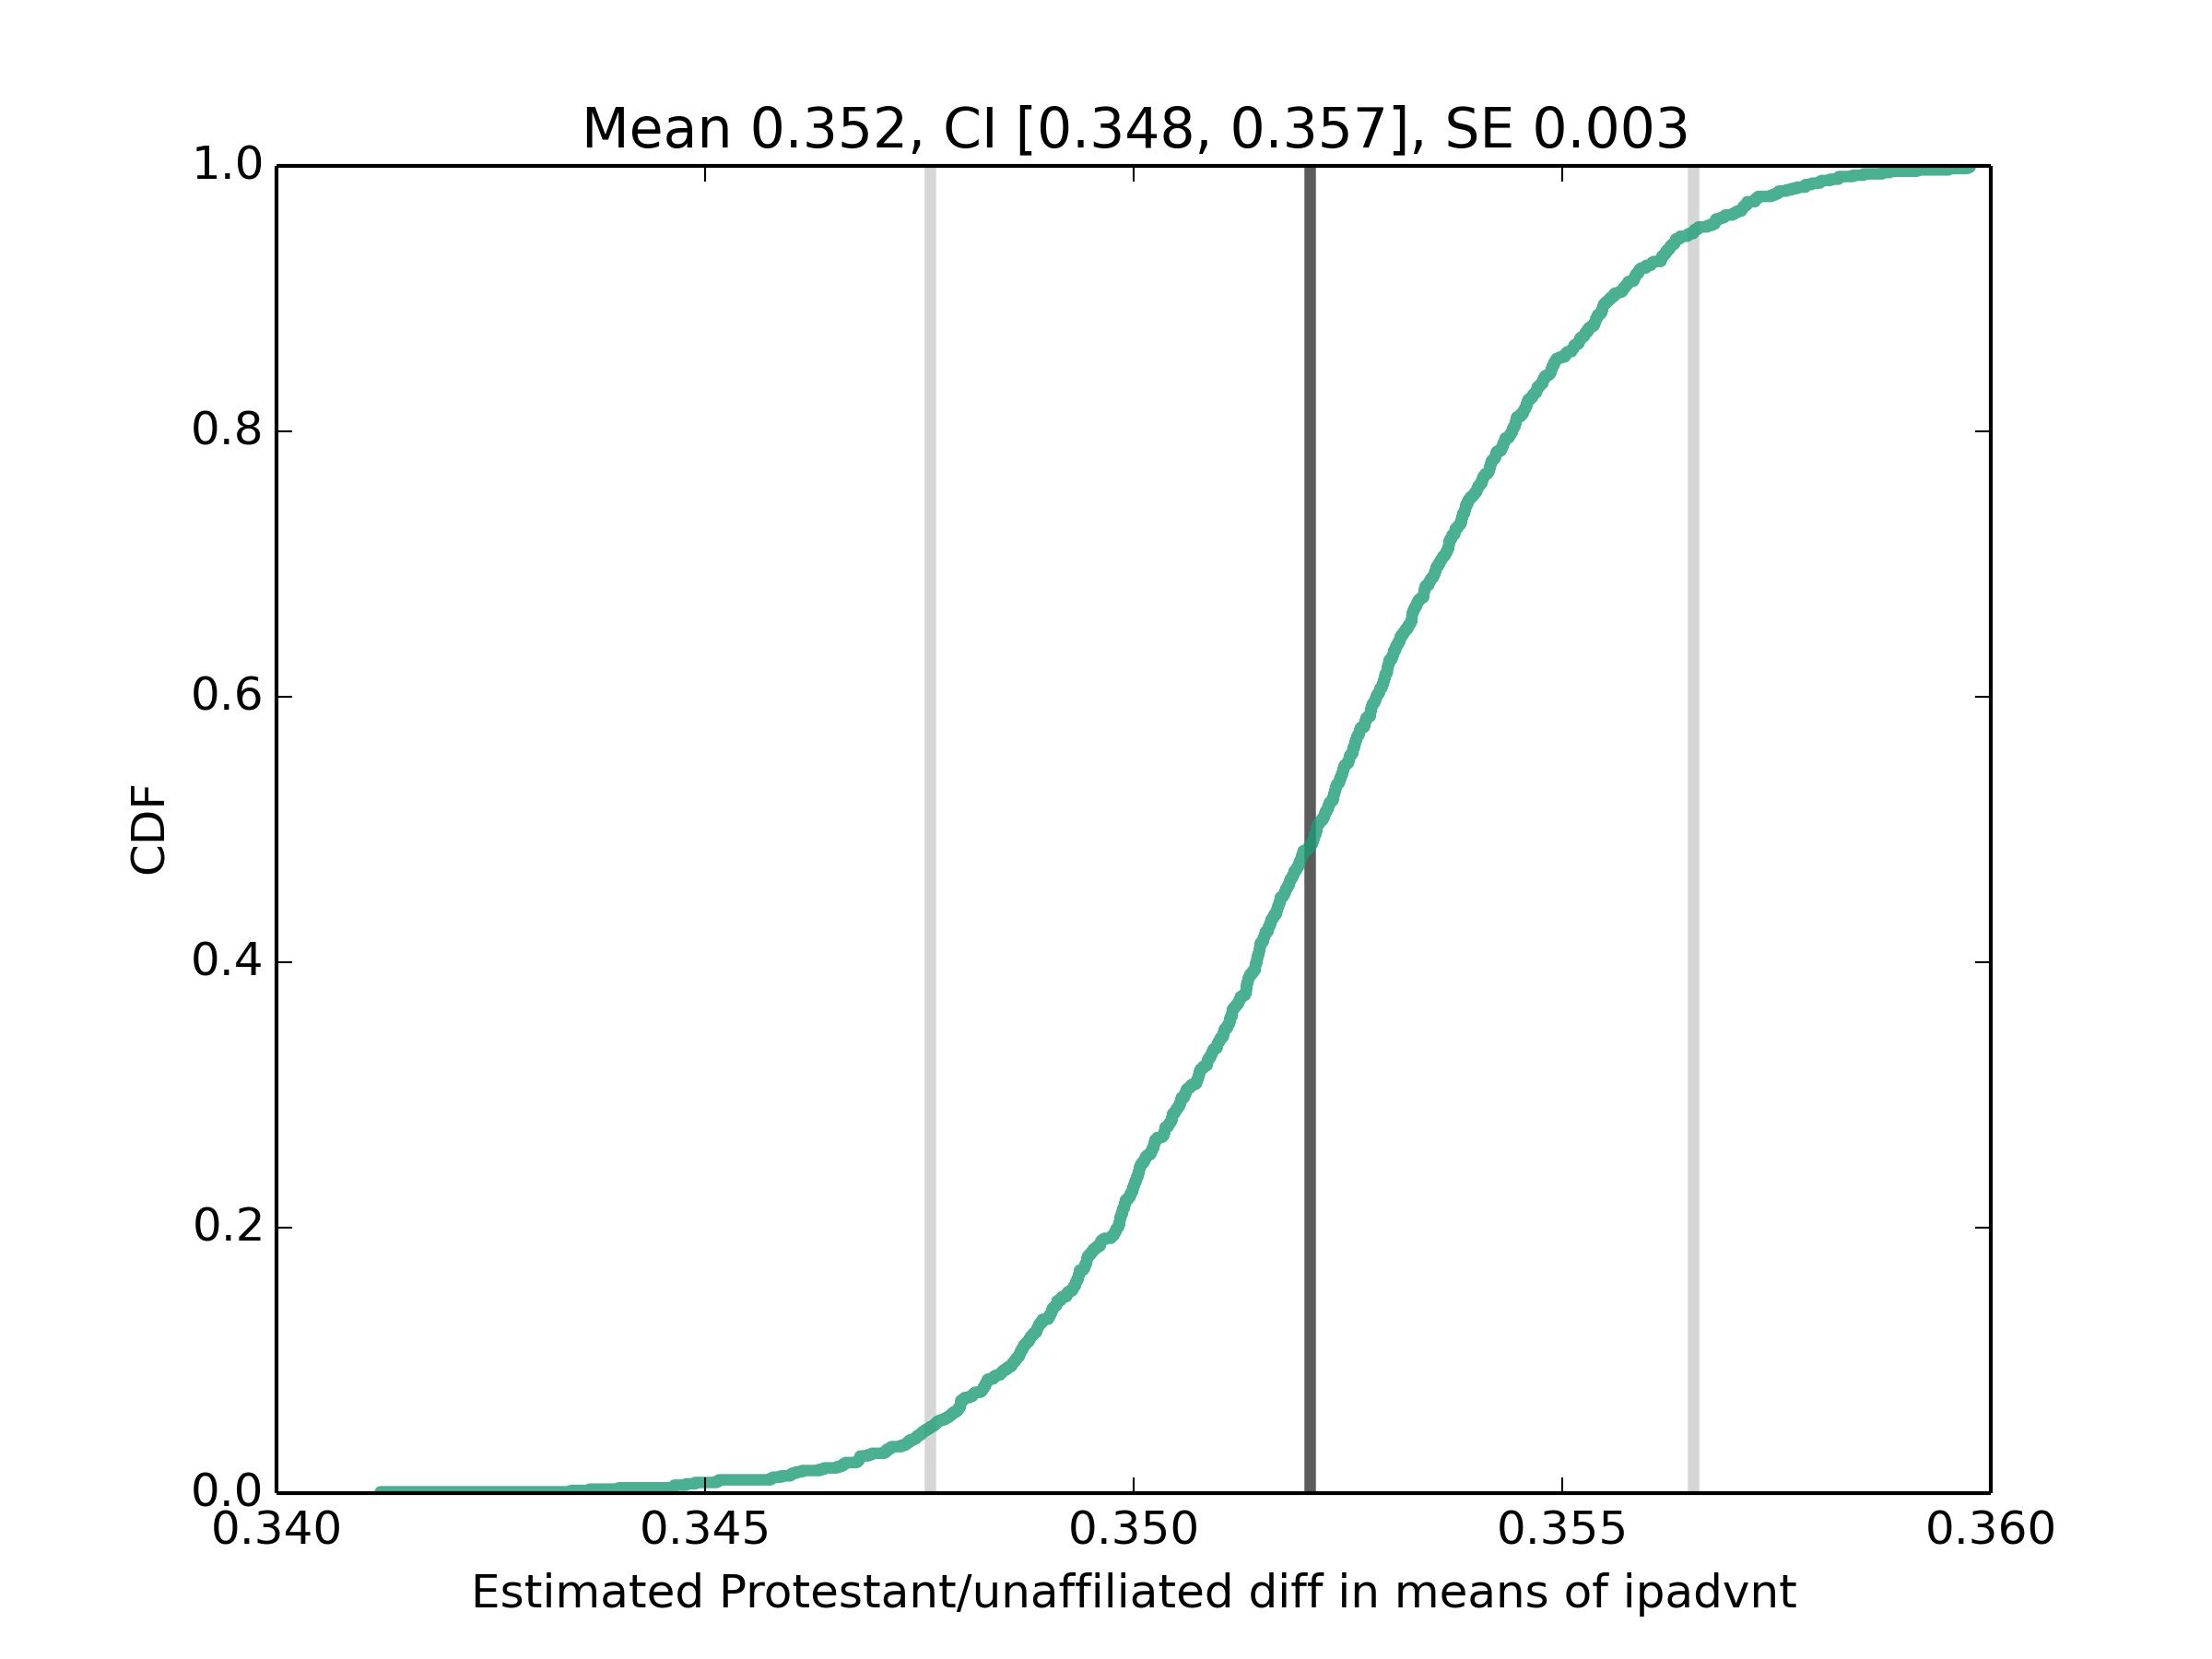 Mean 0.352, CI [0.348, 0.357], SE 0.003
1.0
0.8
0.6
0.4
0.2
0.0
CDF
0.340 0.345 0.350 0.355 0.360
Estimated Protestant/unaffiliated diff in means of ipadvnt